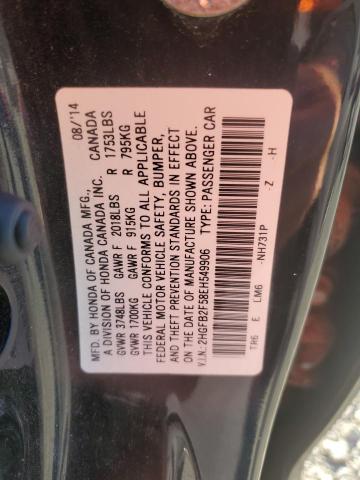 MFD. BY HONDA OF CANADA MFG., 08/'14
A DIVISION OF HONDA CANADA INC. CANADA
GVWR 3748LBS GAWR F 2018LBS R 1753LBS
GVWR 1700KG GAWR F 915KG R 795KG
THIS VEHICLE CONFORMS TO ALL APPLICABLE
FEDERAL MOTOR VEHICLE SAFETY, BUMPER,
AND THEFT PREVENTION STANDARDS IN EFFECT
ON THE DATE OF MANUFACTURE SHOWN ABOVE.
V.I.N.: 2HGFB2F58EH549906 TYPE: PASSENGER CAR
TR6 E LM6 -NH731P -Z -H